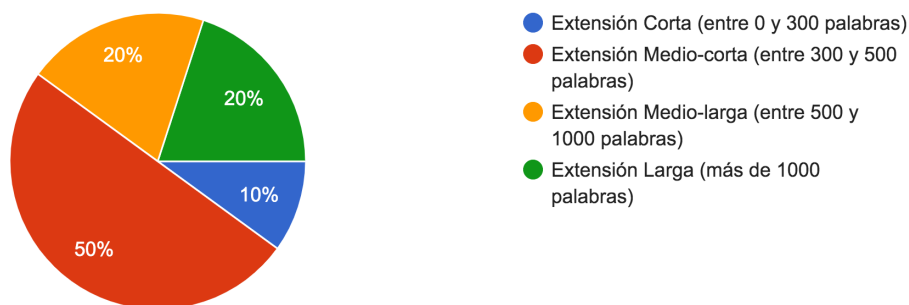 20%
20%
10%
50%
Extensión Corta (entre 0 y 300 palabras)
Extensión Medio-corta (entre 300 y 500
palabras)
Extensión Medio-larga (entre 500 y
1000 palabras)
Extensión Larga (más de 1000
palabras)